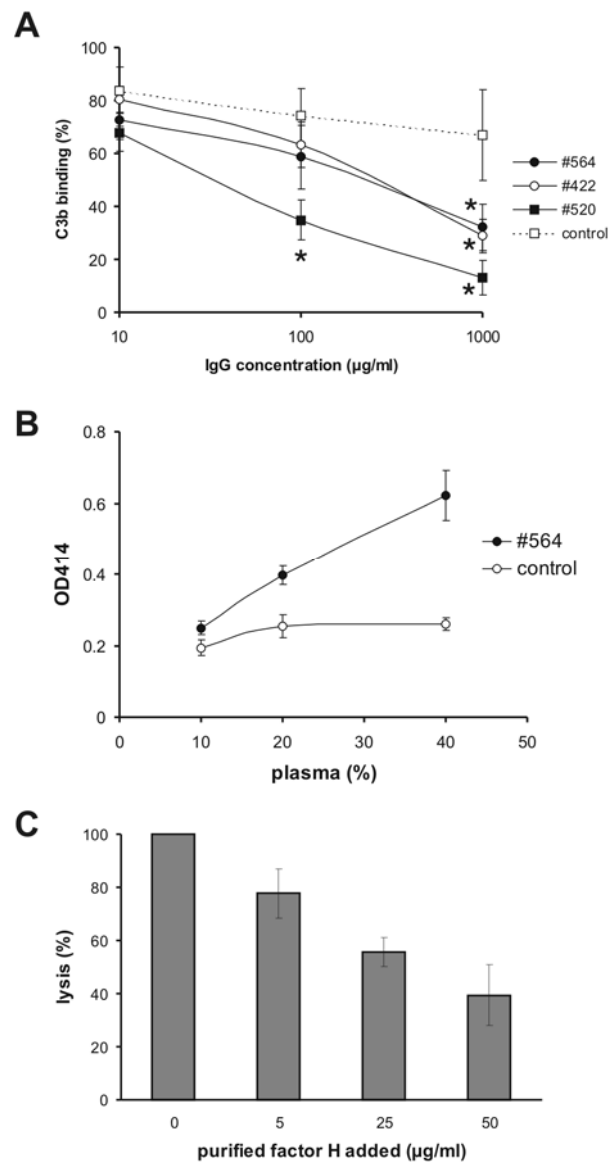 A
100
80
60
40
20
0
C3b binding (%)
*
*
*
*
10 100 1000
IgG concentration (µg/ml)
#564
#422
#520
control
B
0.8
0.6
0.4
0.2
0
OD414
0 10 20 30 40 50
plasma (%)
#564
control
C
100
80
60
40
20
0
lysis (%)
0 5 25 50
purified factor H added (µg/ml)